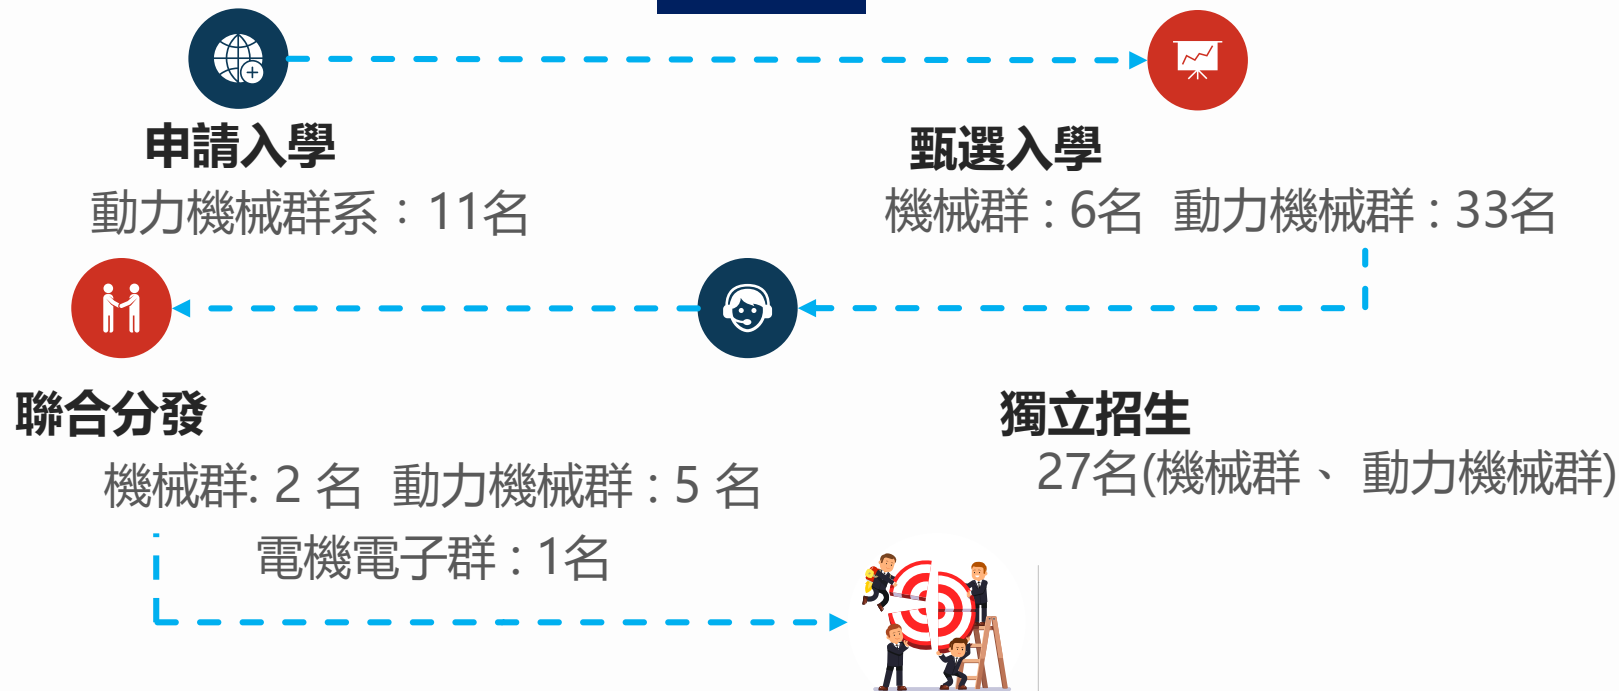 申請入學
動力機械群系：11名
甄選入學
機械群 : 6名  動力機械群 : 33名
聯合分發
機械群: 2 名  動力機械群 : 5 名
電機電子群 : 1名
獨立招生
27名(機械群、 動力機械群)